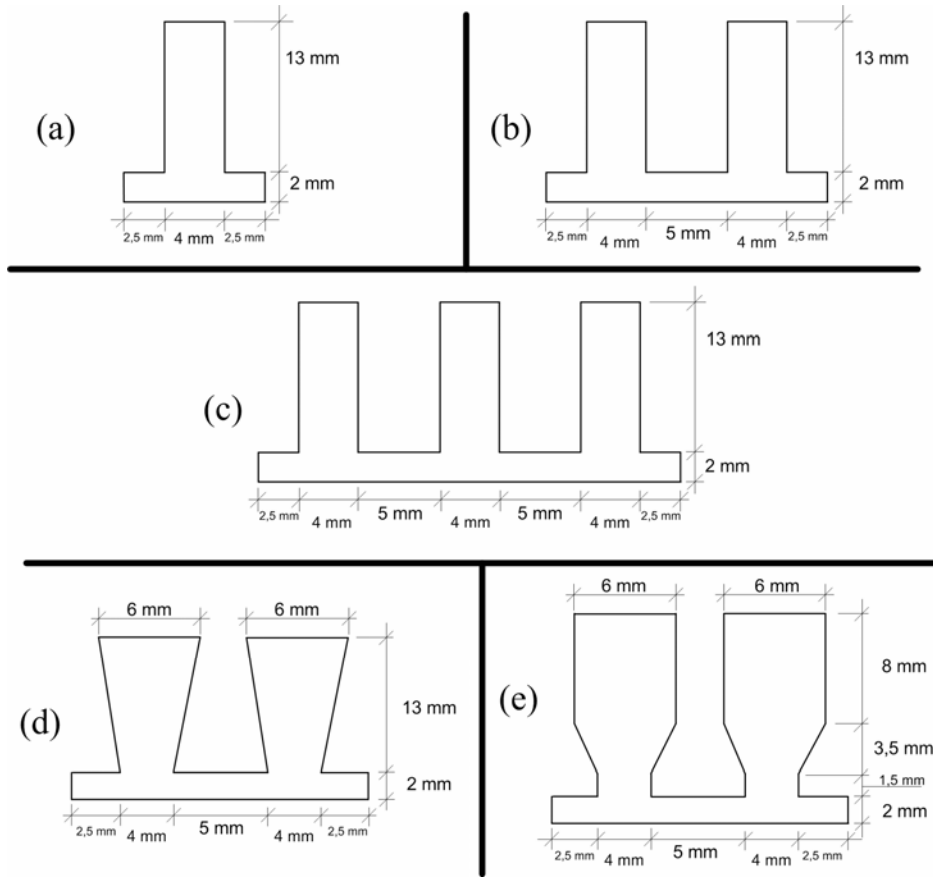 (a)
13 mm
2 mm
2,5 mm 4 mm 2,5 mm
(b)
13 mm
2 mm
2,5 mm 4 mm 5 mm 4 mm 2,5 mm
(c)
13 mm
2 mm
2,5 mm 4 mm 5 mm 4 mm 5 mm 4 mm 2,5 mm
(d)
6 mm 6 mm
13 mm
2 mm
2,5 mm 4 mm 5 mm 4 mm 2,5 mm
(e)
6 mm 6 mm
8 mm
3,5 mm
1,5 mm
2 mm
2,5 mm 4 mm 5 mm 4 mm 2,5 mm